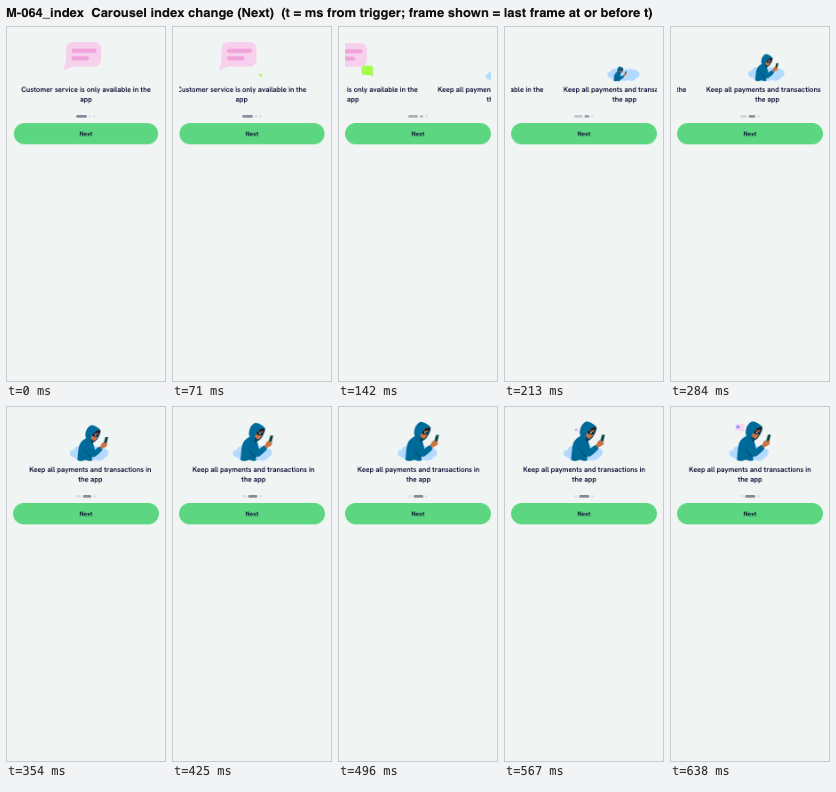 M-064_index  Carousel index change (Next)  (t = ms from trigger; frame shown = last frame at or before t)
Customer service is only available in the
app
Next
t=0 ms
Customer service is only available in the
app
Next
t=71 ms
is only available in the
app
Keep all paymen
th
Next
t=142 ms
able in the
Keep all payments and transa
the app
Next
t=213 ms
the
Keep all payments and transactions
the app
Next
t=284 ms
Keep all payments and transactions in
the app
Next
t=354 ms
Keep all payments and transactions in
the app
Next
t=425 ms
Keep all payments and transactions in
the app
Next
t=496 ms
Keep all payments and transactions in
the app
Next
t=567 ms
Keep all payments and transactions in
the app
Next
t=638 ms